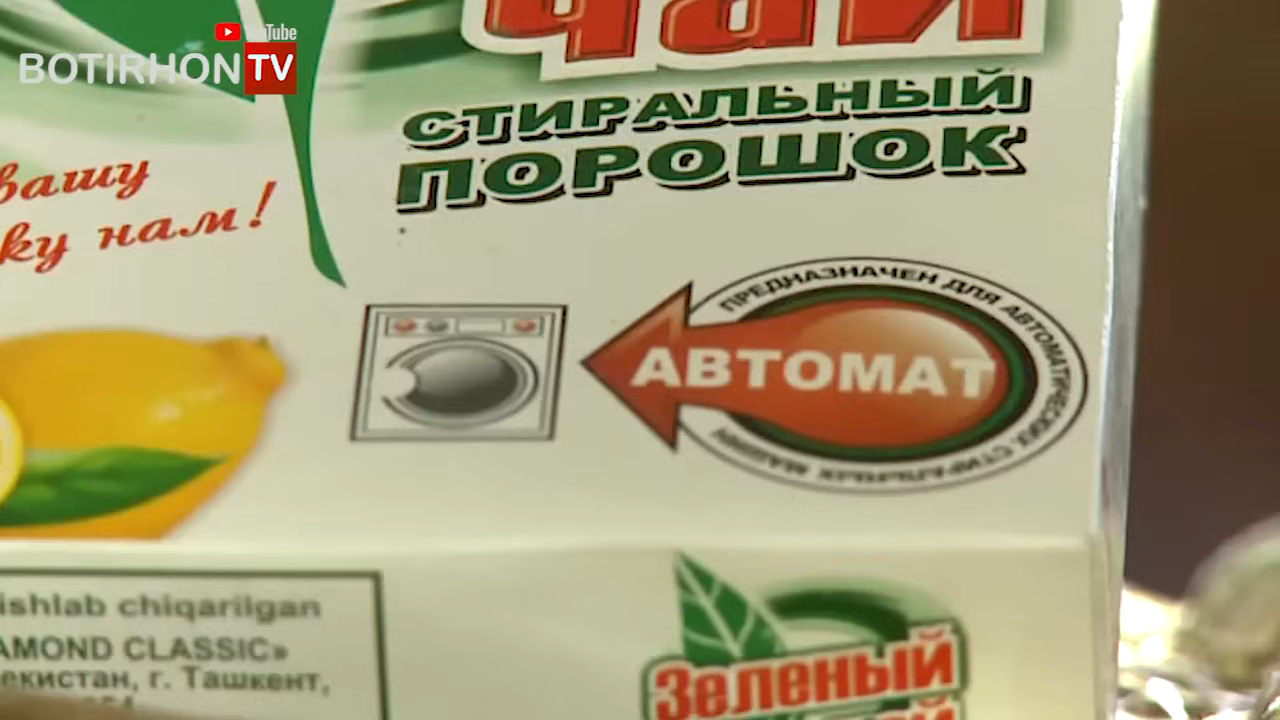 YouTube
BOTIRHON TV
чай
СТИРАЛЬНЫЙ
ПОРОШОК
вашу
ку нам!
ПРЕДНАЗНАЧЕН ДЛЯ АВТОМАТИЧЕСКИХ СТИРАЛЬНЫХ МАШИН
АВТОМАТ
ishlab chiqarilgan
AMOND CLASSIC»
екистан, г. Ташкент,
Зеленый